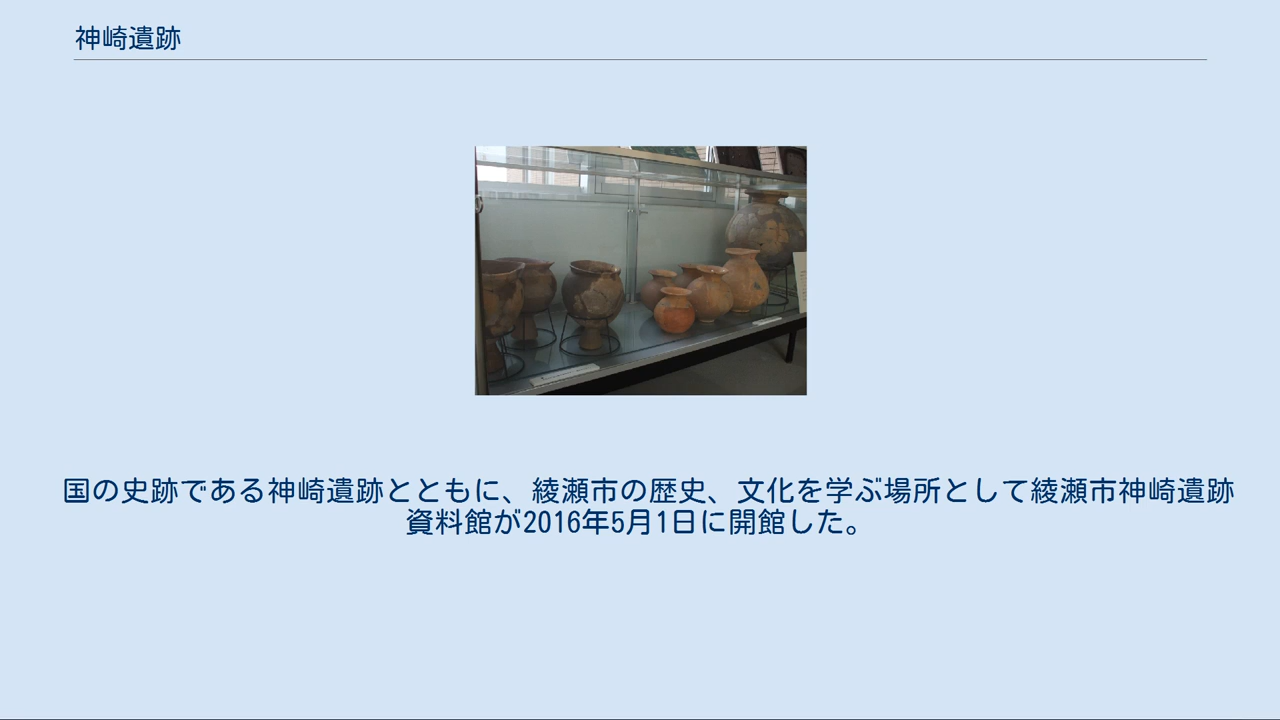 神崎遺跡
国の史跡である神崎遺跡とともに、綾瀬市の歴史、文化を学ぶ場所として綾瀬市神崎遺跡
資料館が2016年5月1日に開館した。